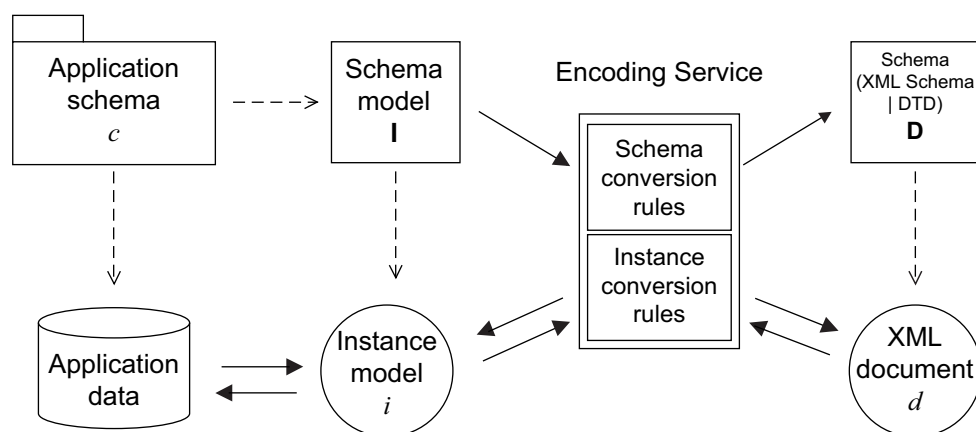 Application
schema
c
Schema
model
I
Encoding Service
Schema
conversion
rules
Instance
conversion
rules
Schema
(XML Schema
| DTD)
D
Application
data
Instance
model
i
XML
document
d